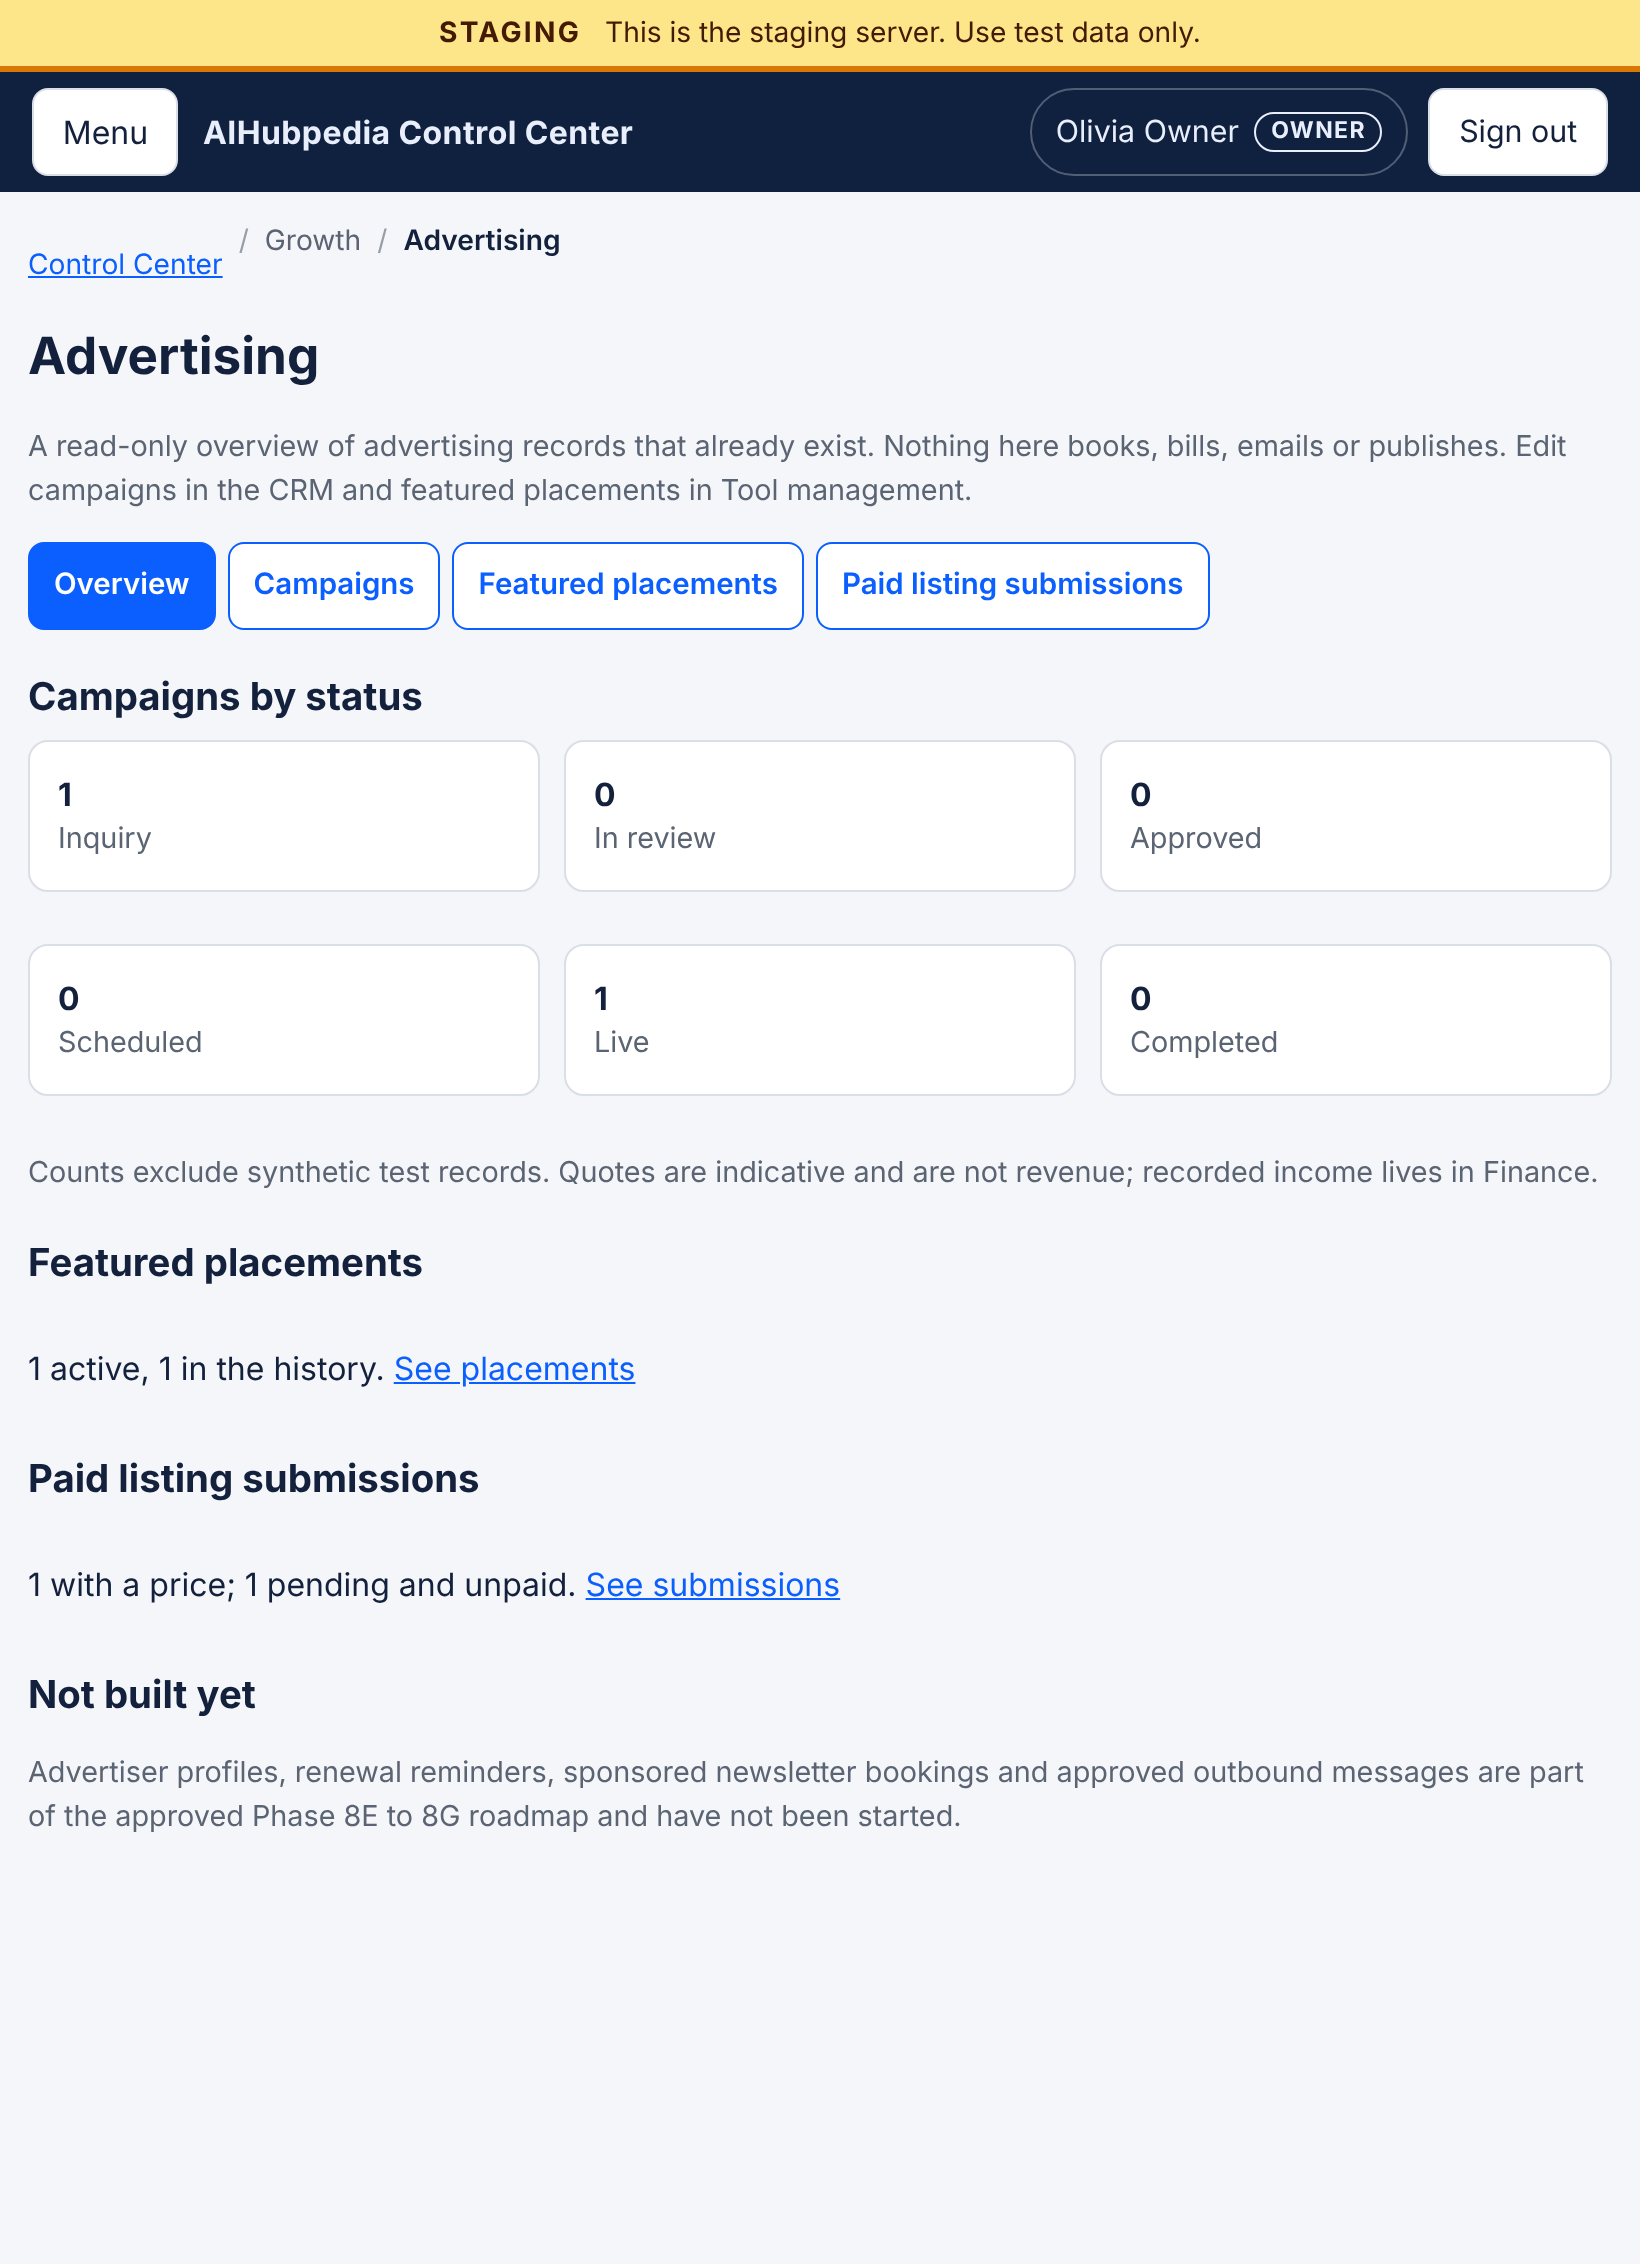 STAGING This is the staging server. Use test data only.
Menu AIHubpedia Control Center Olivia Owner OWNER Sign out
Control Center / Growth / Advertising
Advertising
A read-only overview of advertising records that already exist. Nothing here books, bills, emails or publishes. Edit
campaigns in the CRM and featured placements in Tool management.
Overview Campaigns Featured placements Paid listing submissions
Campaigns by status
1
Inquiry
0
In review
0
Approved
0
Scheduled
1
Live
0
Completed
Counts exclude synthetic test records. Quotes are indicative and are not revenue; recorded income lives in Finance.
Featured placements
1 active, 1 in the history. See placements
Paid listing submissions
1 with a price; 1 pending and unpaid. See submissions
Not built yet
Advertiser profiles, renewal reminders, sponsored newsletter bookings and approved outbound messages are part
of the approved Phase 8E to 8G roadmap and have not been started.